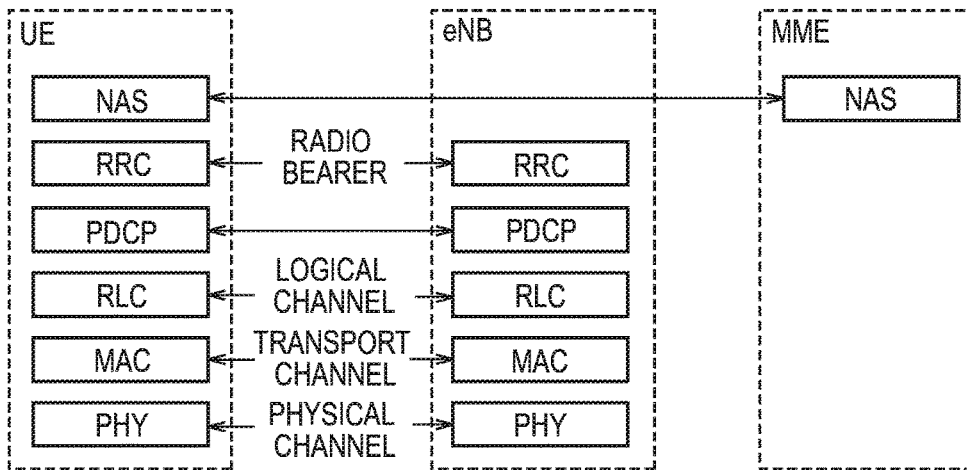 UE
eNB
MME
NAS
NAS
RRC
RADIO
BEARER
RRC
PDCP
PDCP
RLC
LOGICAL
CHANNEL
RLC
MAC
TRANSPORT
CHANNEL
MAC
PHY
PHYSICAL
CHANNEL
PHY